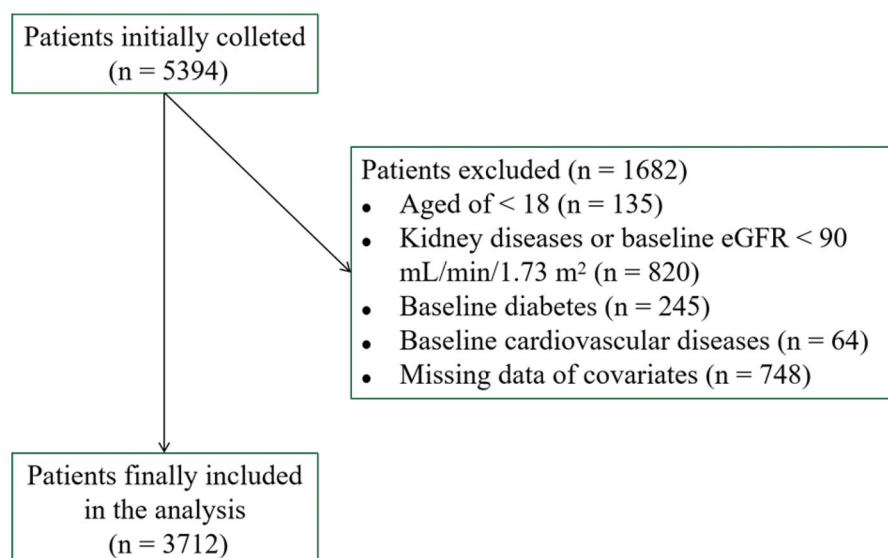 Patients initially colleted
(n = 5394)
Patients excluded (n = 1682)
• Aged of < 18 (n = 135)
• Kidney diseases or baseline eGFR < 90
mL/min/1.73 m² (n = 820)
• Baseline diabetes (n = 245)
• Baseline cardiovascular diseases (n = 64)
• Missing data of covariates (n = 748)
Patients finally included
in the analysis
(n = 3712)